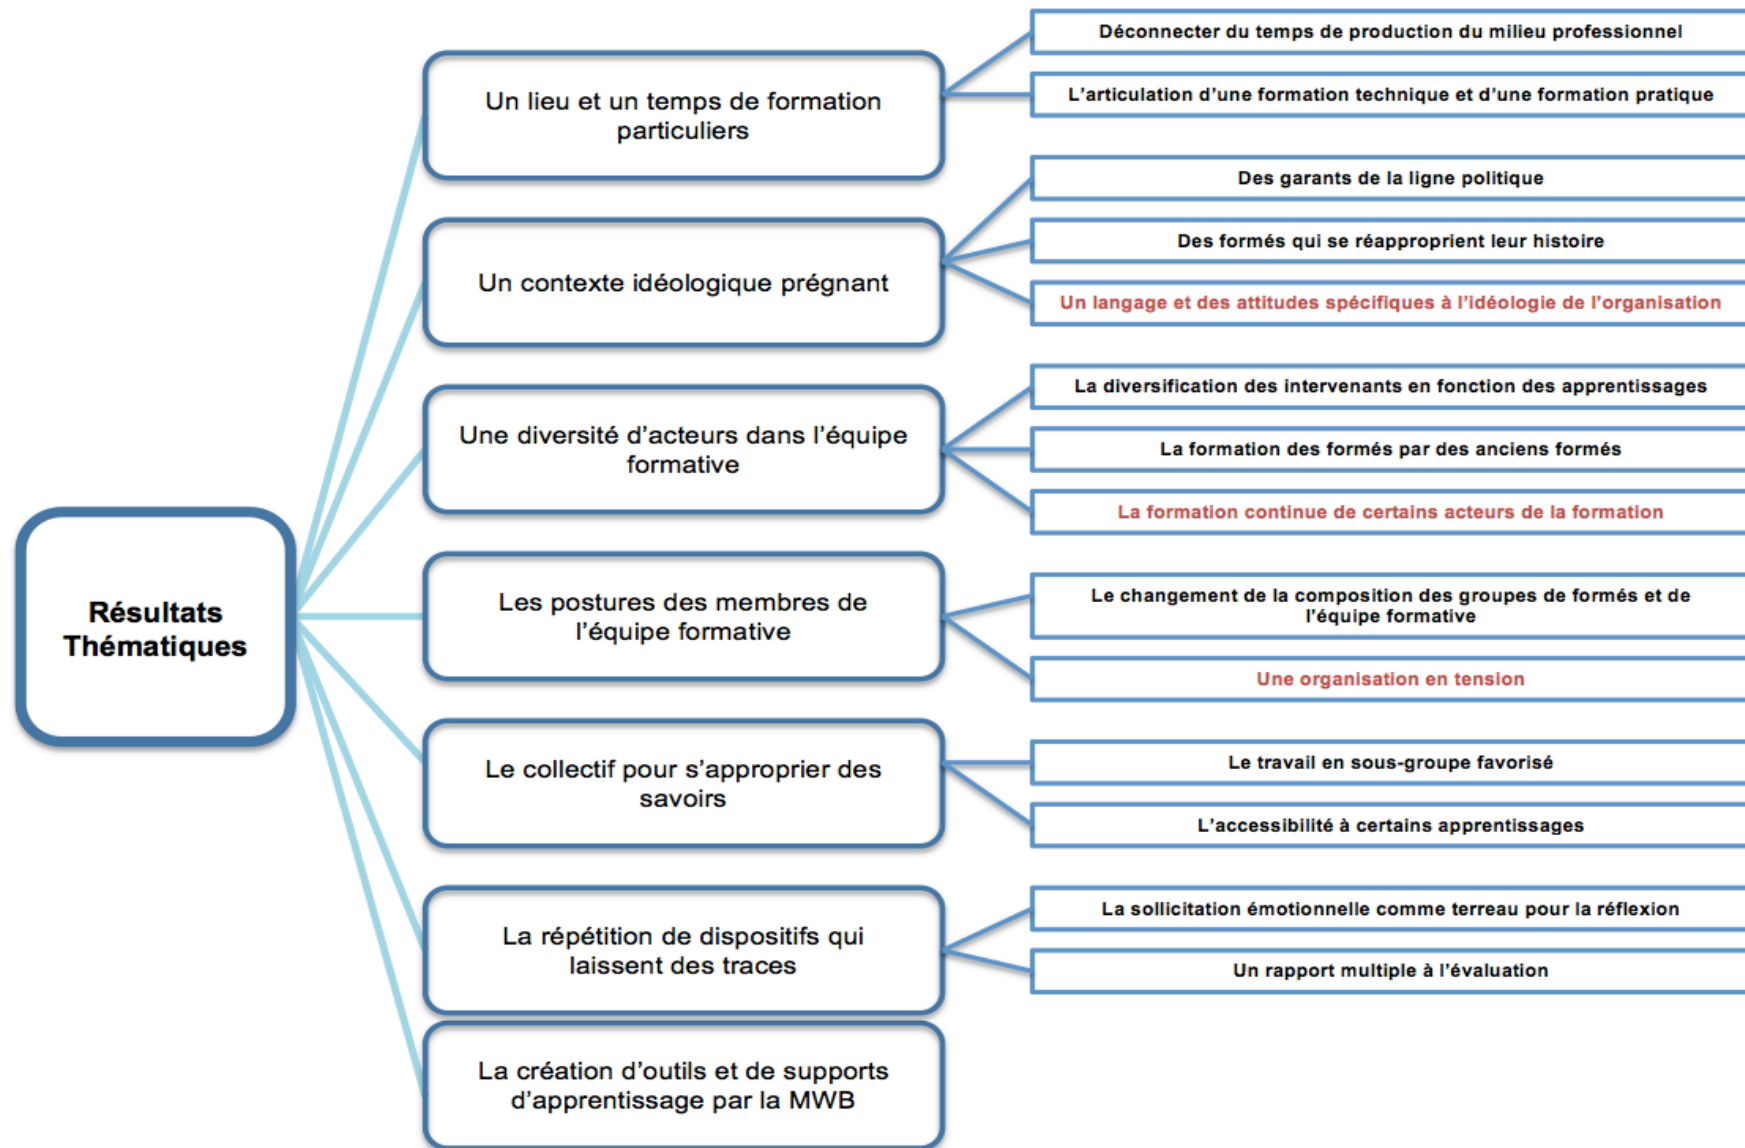 Résultats
Thématiques
Un lieu et un temps de formation
particuliers
Déconnecter du temps de production du milieu professionnel
L'articulation d'une formation technique et d'une formation pratique
Un contexte idéologique prégnant
Des garants de la ligne politique
Des formés qui se réapproprient leur histoire
Un langage et des attitudes spécifiques à l'idéologie de l'organisation
Une diversité d'acteurs dans l'équipe
formative
La diversification des intervenants en fonction des apprentissages
La formation des formés par des anciens formés
La formation continue de certains acteurs de la formation
Les postures des membres de
l'équipe formative
Le changement de la composition des groupes de formés et de
l'équipe formative
Une organisation en tension
Le collectif pour s'approprier des
savoirs
Le travail en sous-groupe favorisé
L'accessibilité à certains apprentissages
La répétition de dispositifs qui
laissent des traces
La sollicitation émotionnelle comme terreau pour la réflexion
Un rapport multiple à l'évaluation
La création d'outils et de supports
d'apprentissage par la MWB